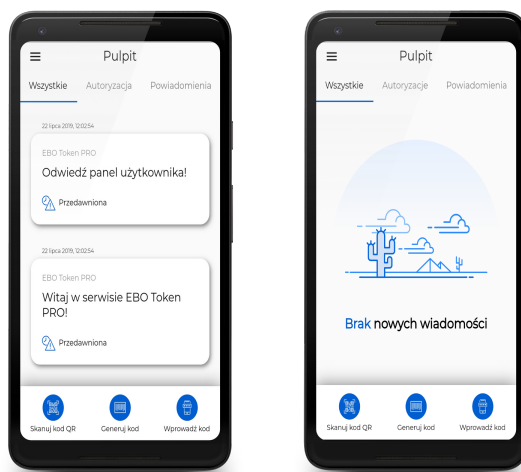 Pulpit
Wszystkie Autoryzacja Powiadomienia
22 lipca 2019, 12:02:54
EBO Token PRO
Odwiedź panel użytkownika!
Przedawniona
22 lipca 2019, 12:02:54
EBO Token PRO
Witaj w serwisie EBO Token
PRO!
Przedawniona
Skanuj kod QR Generuj kod Wprowadź kod
Pulpit
Wszystkie Autoryzacje Powiadomienia
Brak nowych wiadomości
Skanuj kod QR Generuj kod Wprowadź kod